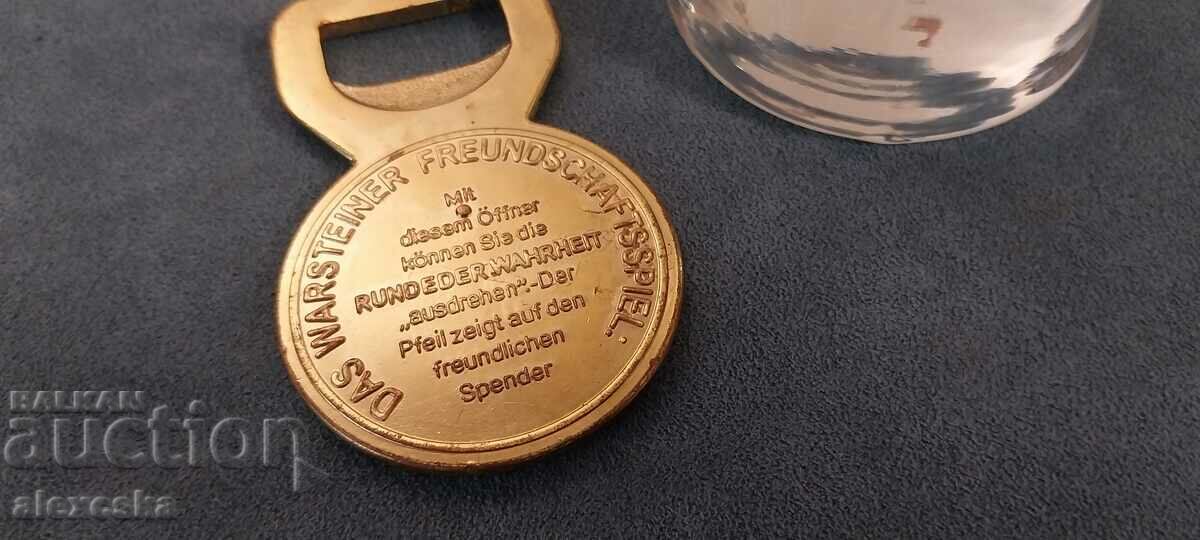 DAS WARSTEINER FREUNDSCHAFTSSPIEL:
Mit
diesem Öffner
können Sie die
RUNDE DER WAHRHEIT
„ausdrehen".-Der
Pfeil zeigt auf den
freundlichen
Spender
BALKAN
auction
alexeska